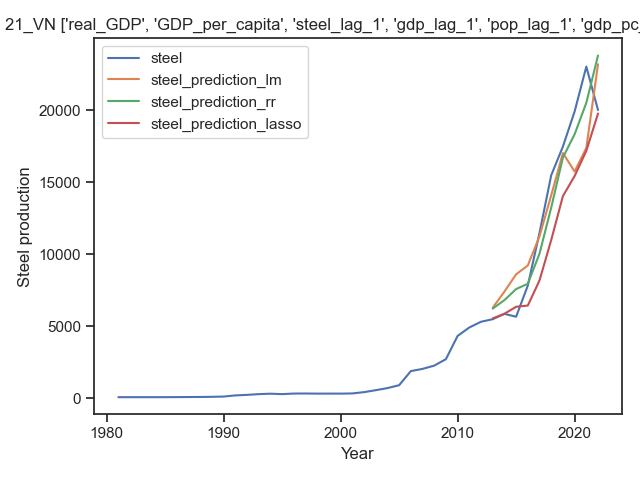 21_VN ['real_GDP', 'GDP_per_capita', 'steel_lag_1', 'gdp_lag_1', 'pop_lag_1', 'gdp_pc_
steel
steel_prediction_lm
steel_prediction_rr
steel_prediction_lasso
Steel production
20000
15000
10000
5000
0
1980
1990
2000
2010
2020
Year